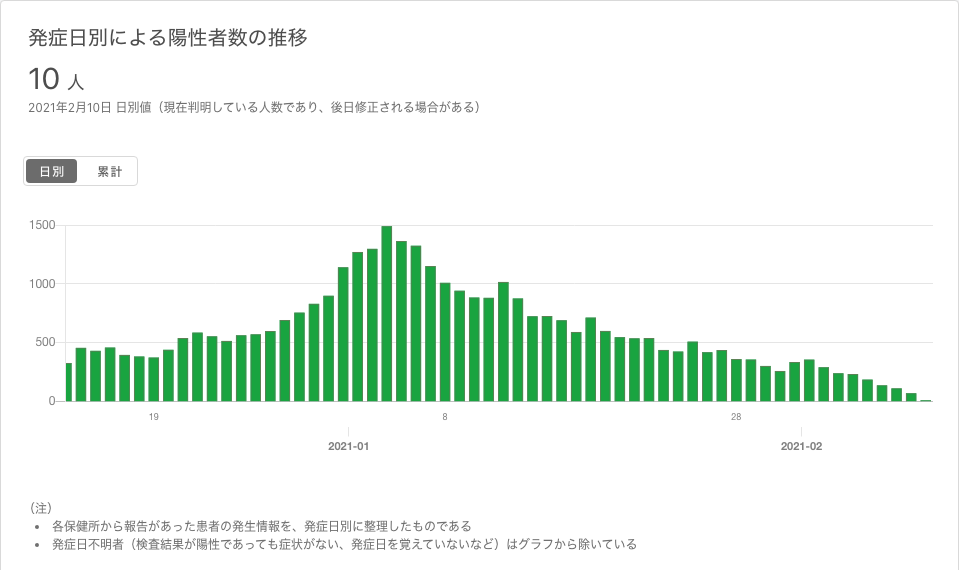 発症日別による陽性者数の推移
10 人
2021年2月10日 日別値（現在判明している人数であり、後日修正される場合がある）
日別 累計
1500
1000
500
0
19 8 28
2021-01 2021-02
（注）
• 各保健所から報告があった患者の発生情報を、発症日別に整理したものである
• 発症日不明者（検査結果が陽性であっても症状がない、発症日を覚えていないなど）はグラフから除いている